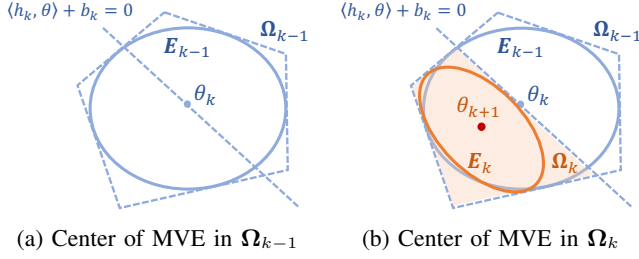 ⟨h_k, θ⟩ + b_k = 0
Ω_{k−1}
E_{k−1}
θ_k
(a) Center of MVE in Ω_{k−1}
⟨h_k, θ⟩ + b_k = 0
Ω_{k−1}
E_{k−1}
θ_k
θ_{k+1}
E_k
Ω_k
(b) Center of MVE in Ω_k